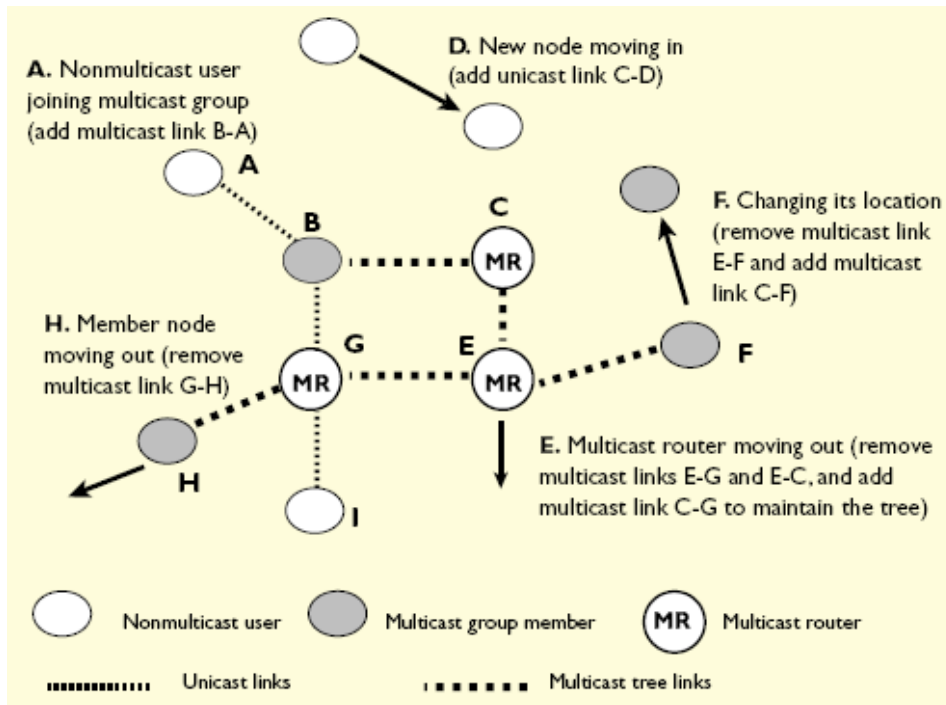 D. New node moving in
(add unicast link C-D)
A. Nonmulticast user
joining multicast group
(add multicast link B-A)
A
B
C
F. Changing its location
(remove multicast link
E-F and add multicast
link C-F)
MR
H. Member node
moving out (remove
multicast link G-H)
G
E
F
MR
MR
H
E. Multicast router moving out (remove
multicast links E-G and E-C, and add
multicast link C-G to maintain the tree)
I
Nonmulticast user
Multicast group member
MR
Multicast router
Unicast links
Multicast tree links